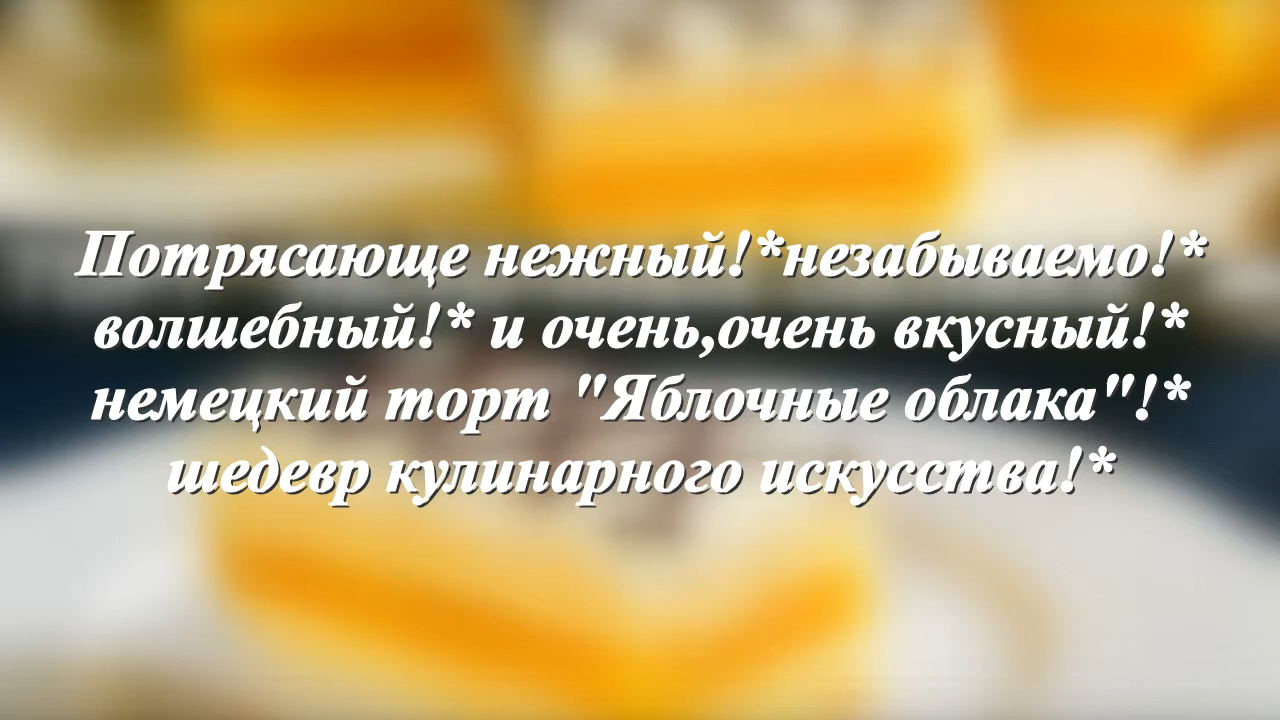 Потрясающе нежный!*незабываемо!*
волшебный!* и очень,очень вкусный!*
немецкий торт "Яблочные облака"!*
шедевр кулинарного искусства!*